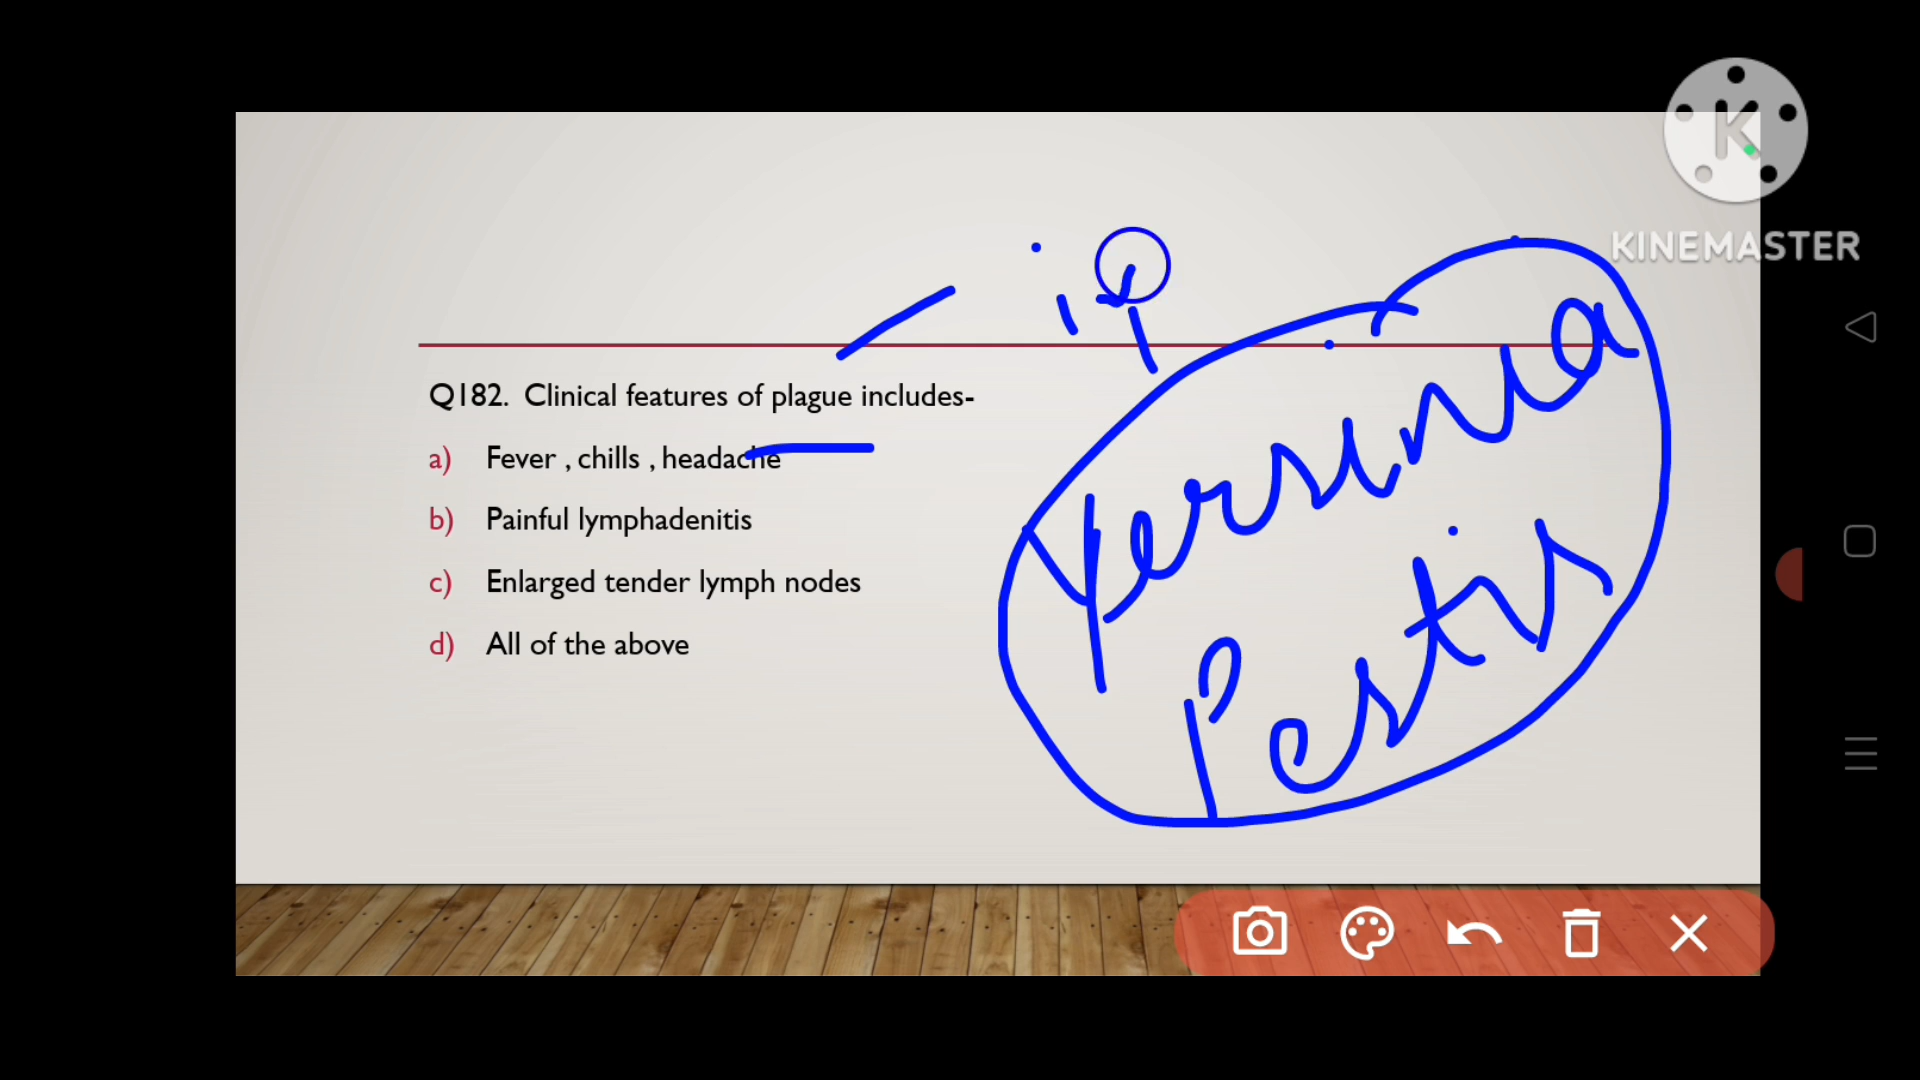 KINEMASTER
Q182. Clinical features of plague includes-
a) Fever , chills , headache
b) Painful lymphadenitis
c) Enlarged tender lymph nodes
d) All of the above
Yersinia
Pestis